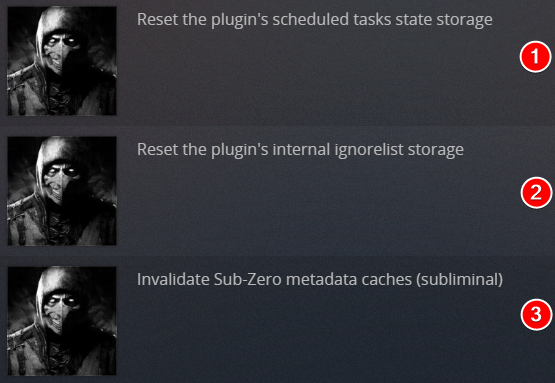 Reset the plugin's scheduled tasks state storage
1
Reset the plugin's internal ignorelist storage
2
Invalidate Sub-Zero metadata caches (subliminal)
3